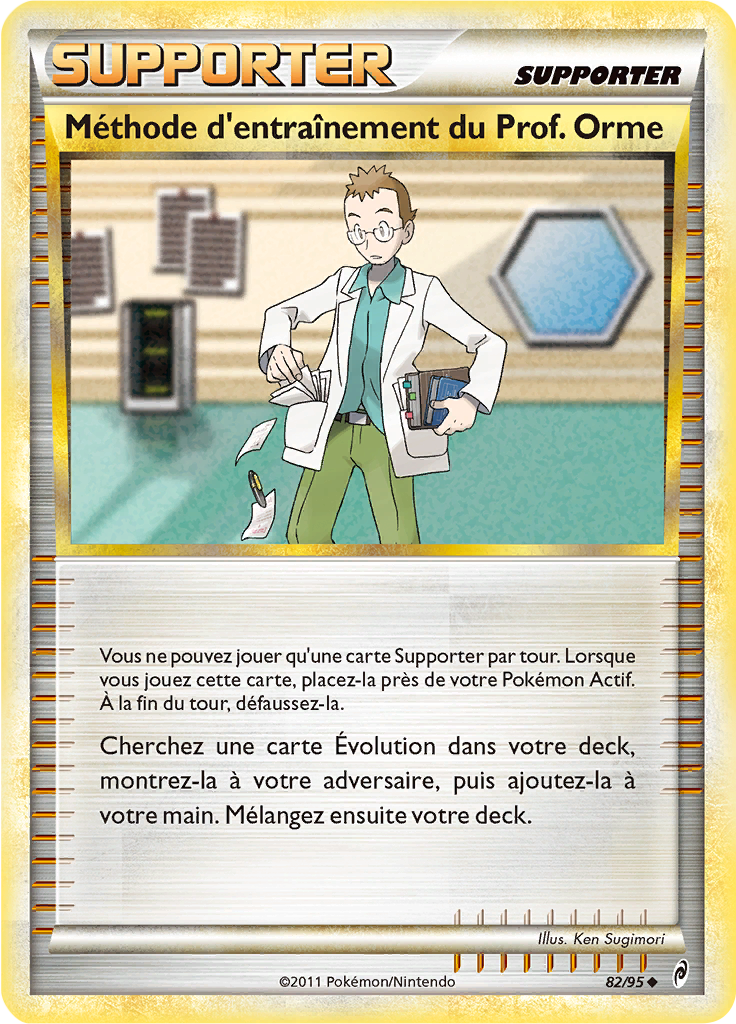 SUPPORTER
SUPPORTER
Méthode d'entraînement du Prof. Orme
Vous ne pouvez jouer qu'une carte Supporter par tour. Lorsque
vous jouez cette carte, placez-la près de votre Pokémon Actif.
À la fin du tour, défaussez-la.
Cherchez une carte Évolution dans votre deck,
montrez-la à votre adversaire, puis ajoutez-la à
votre main. Mélangez ensuite votre deck.
Illus. Ken Sugimori
©2011 Pokémon/Nintendo
82/95 ◆